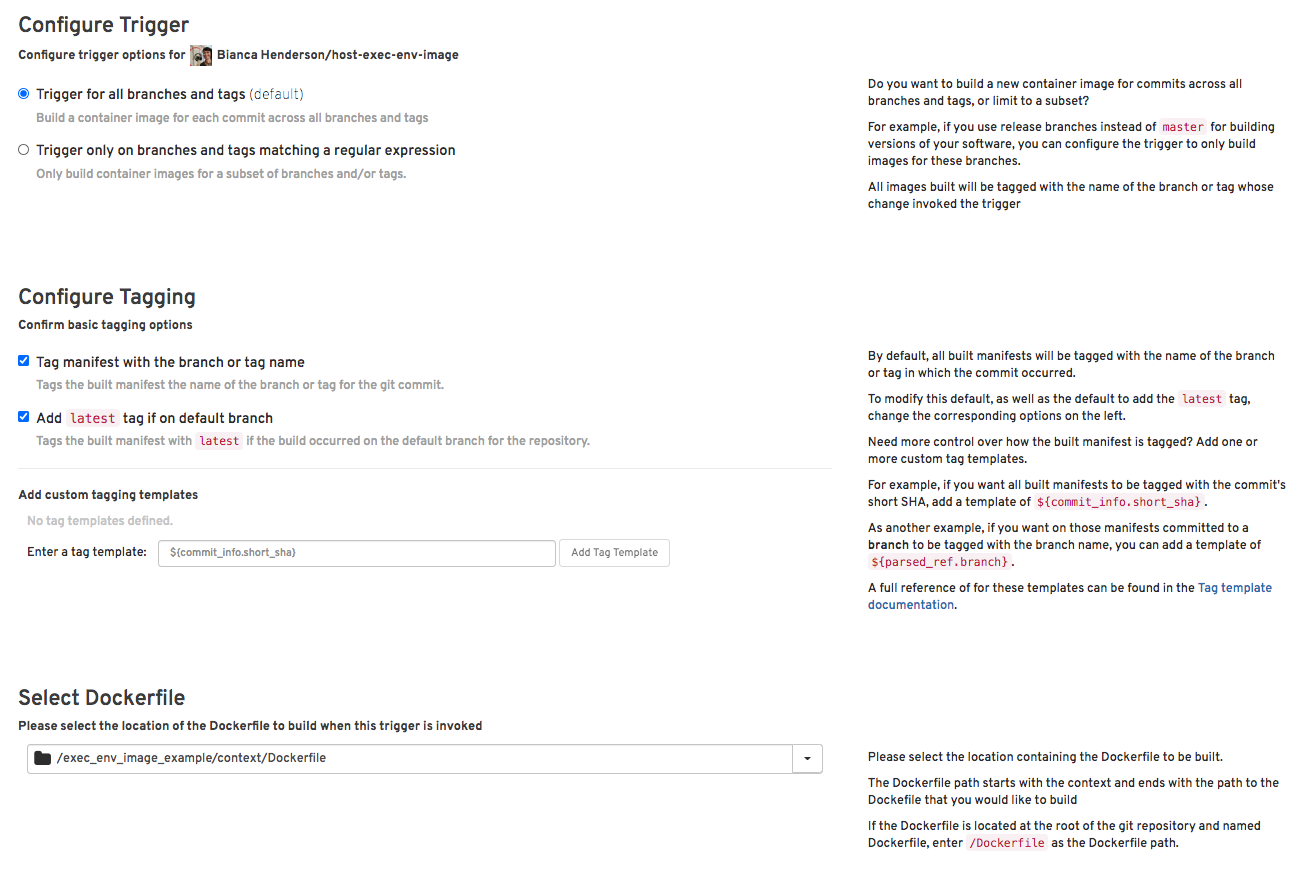 Configure Trigger
Configure trigger options for Bianca Henderson/host-exec-env-image
Trigger for all branches and tags (default)
Build a container image for each commit across all branches and tags
Trigger only on branches and tags matching a regular expression
Only build container images for a subset of branches and/or tags.
Do you want to build a new container image for commits across all
branches and tags, or limit to a subset?
For example, if you use release branches instead of master for building
versions of your software, you can configure the trigger to only build
images for these branches.
All images built will be tagged with the name of the branch or tag whose
change invoked the trigger
Configure Tagging
Confirm basic tagging options
Tag manifest with the branch or tag name
Tags the built manifest the name of the branch or tag for the git commit.
Add latest tag if on default branch
Tags the built manifest with latest if the build occurred on the default branch for the repository.
Add custom tagging templates
No tag templates defined.
Enter a tag template: ${commit_info.short_sha} Add Tag Template
By default, all built manifests will be tagged with the name of the branch
or tag in which the commit occurred.
To modify this default, as well as the default to add the latest tag,
change the corresponding options on the left.
Need more control over how the built manifest is tagged? Add one or
more custom tag templates.
For example, if you want all built manifests to be tagged with the commit's
short SHA, add a template of ${commit_info.short_sha}.
As another example, if you want on those manifests committed to a
branch to be tagged with the branch name, you can add a template of
${parsed_ref.branch}.
A full reference of for these templates can be found in the Tag template
documentation.
Select Dockerfile
Please select the location of the Dockerfile to build when this trigger is invoked
/exec_env_image_example/context/Dockerfile
Please select the location containing the Dockerfile to be built.
The Dockerfile path starts with the context and ends with the path to the
Dockefile that you would like to build
If the Dockerfile is located at the root of the git repository and named
Dockerfile, enter /Dockerfile as the Dockerfile path.